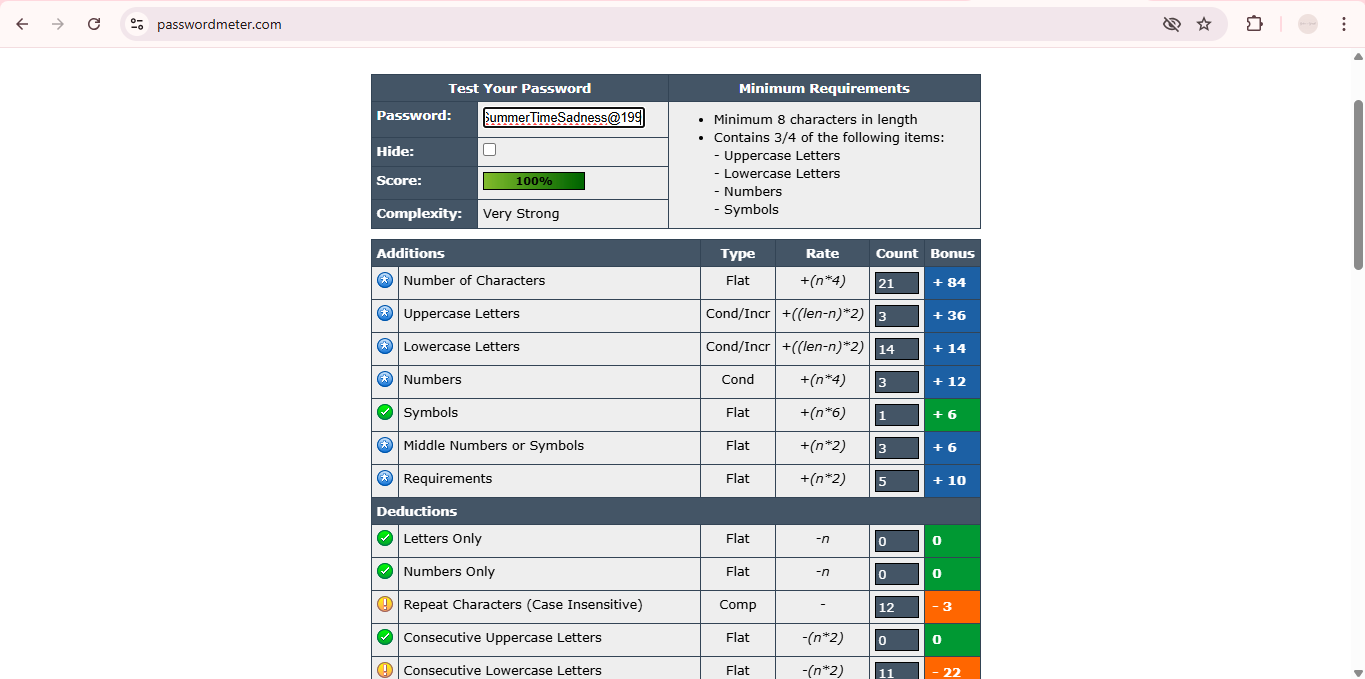 passwordmeter.com
Test Your Password Minimum Requirements
Password: SummerTimeSadness@199
• Minimum 8 characters in length
• Contains 3/4 of the following items:
- Uppercase Letters
- Lowercase Letters
- Numbers
- Symbols
Hide:
Score: 100%
Complexity: Very Strong
Additions Type Rate Count Bonus
Number of Characters Flat +(n*4) 21 + 84
Uppercase Letters Cond/Incr +((len-n)*2) 3 + 36
Lowercase Letters Cond/Incr +((len-n)*2) 14 + 14
Numbers Cond +(n*4) 3 + 12
Symbols Flat +(n*6) 1 + 6
Middle Numbers or Symbols Flat +(n*2) 3 + 6
Requirements Flat +(n*2) 5 + 10
Deductions
Letters Only Flat -n 0 0
Numbers Only Flat -n 0 0
Repeat Characters (Case Insensitive) Comp - 12 - 3
Consecutive Uppercase Letters Flat -(n*2) 0 0
Consecutive Lowercase Letters Flat -(n*2) 11 - 22